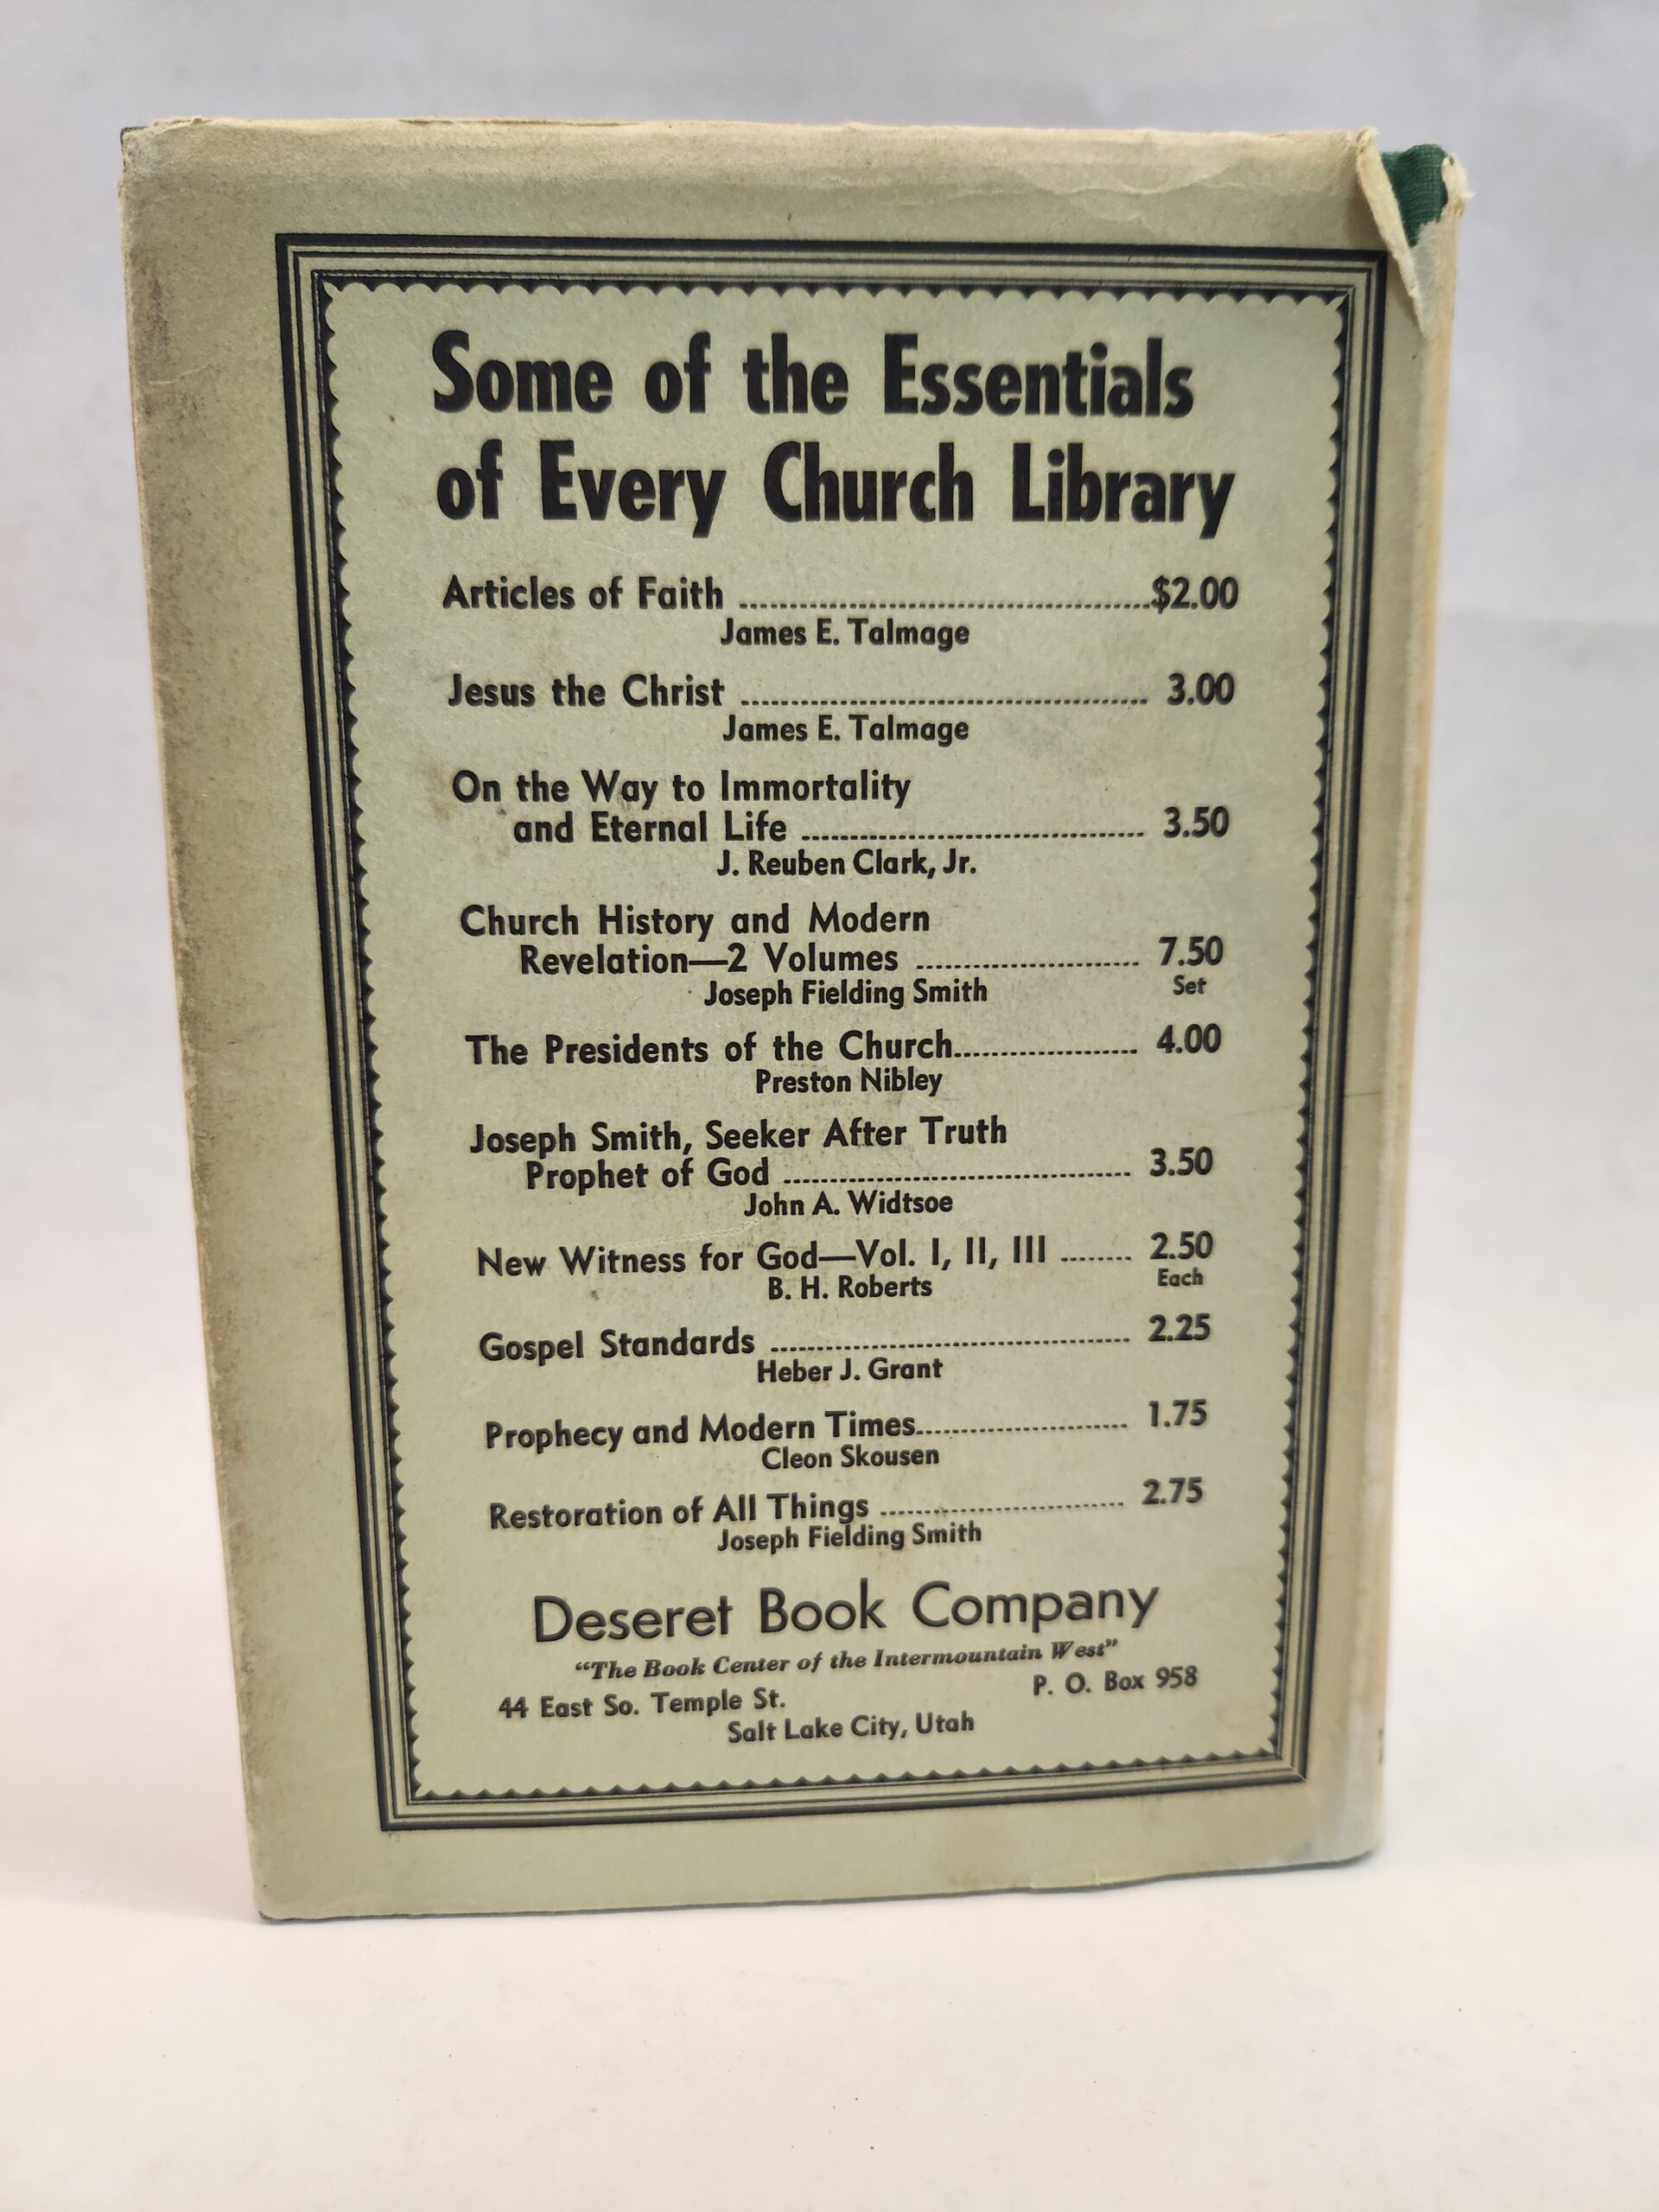 Some of the Essentials
of Every Church Library
Articles of Faith ........................................$2.00
James E. Talmage
Jesus the Christ ........................................ 3.00
James E. Talmage
On the Way to Immortality
and Eternal Life .................................. 3.50
J. Reuben Clark, Jr.
Church History and Modern
Revelation—2 Volumes ...................... 7.50
Joseph Fielding Smith Set
The Presidents of the Church.................... 4.00
Preston Nibley
Joseph Smith, Seeker After Truth
Prophet of God .................................... 3.50
John A. Widtsoe
New Witness for God—Vol. I, II, III ........ 2.50
B. H. Roberts Each
Gospel Standards ...................................... 2.25
Heber J. Grant
Prophecy and Modern Times....................... 1.75
Cleon Skousen
Restoration of All Things .......................... 2.75
Joseph Fielding Smith
Deseret Book Company
“The Book Center of the Intermountain West”
44 East So. Temple St. P. O. Box 958
Salt Lake City, Utah